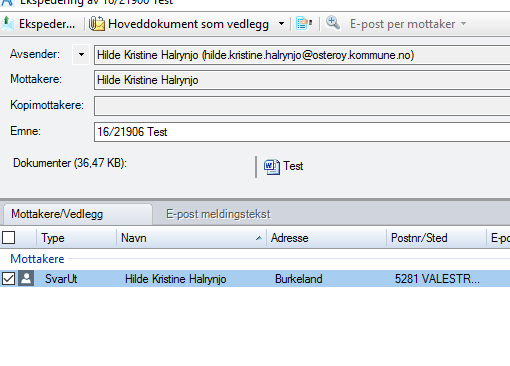 Ekspedering av 16/21906 Test
Ekspeder... Hoveddokument som vedlegg E-post per mottaker
Avsender: Hilde Kristine Halrynjo (hilde.kristine.halrynjo@osteroy.kommune.no)
Mottakere: Hilde Kristine Halrynjo
Kopimottakere:
Emne: 16/21906 Test
Dokumenter (36,47 KB): Test
Mottakere/Vedlegg E-post meldingstekst
Type Navn Adresse Postnr/Sted E-po
Mottakere
SvarUt Hilde Kristine Halrynjo Burkeland 5281 VALESTR...